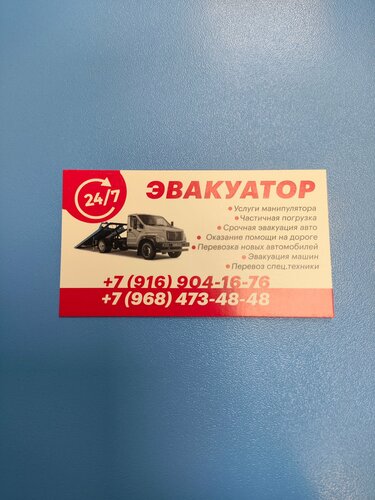 24/7
ЭВАКУАТОР
• Услуги манипулятора
• Частичная погрузка
• Срочная эвакуация авто
• Оказание помощи на дороге
• Перевозка новых автомобилей
• Эвакуация машин
• Перевоз спец.техники
+7 (916) 904-16-76
+7 (968) 473-48-48